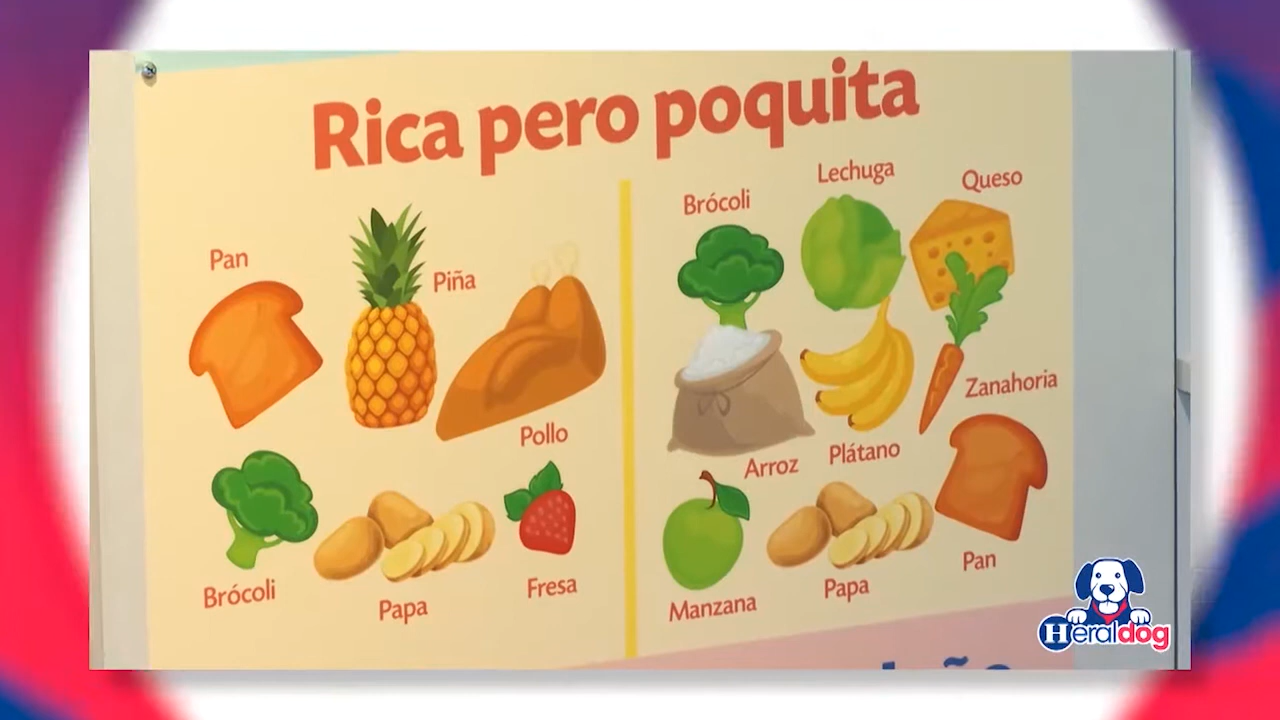 Rica pero poquita
Pan
Piña
Pollo
Brócoli
Papa
Fresa
Brócoli
Lechuga
Queso
Zanahoria
Arroz
Plátano
Manzana
Papa
Pan
Heraldog